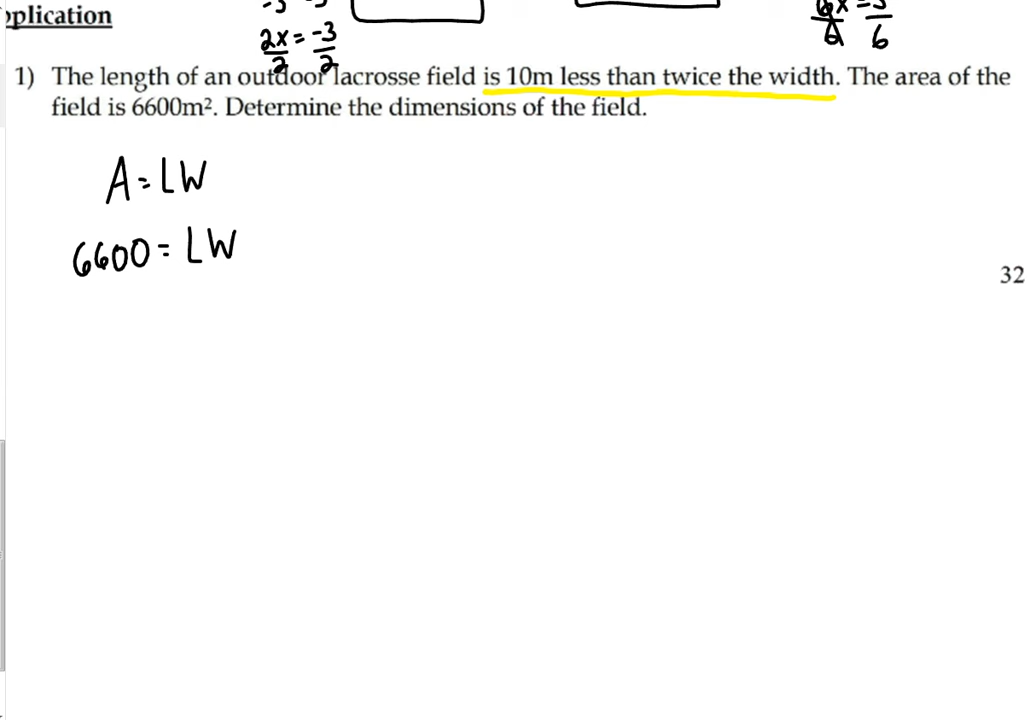 pplication
-3 -3
2x = -3
2 2
6x = 5
6 6
1) The length of an outdoor lacrosse field is 10m less than twice the width. The area of the
field is 6600m². Determine the dimensions of the field.
A = LW
6600 = LW
32